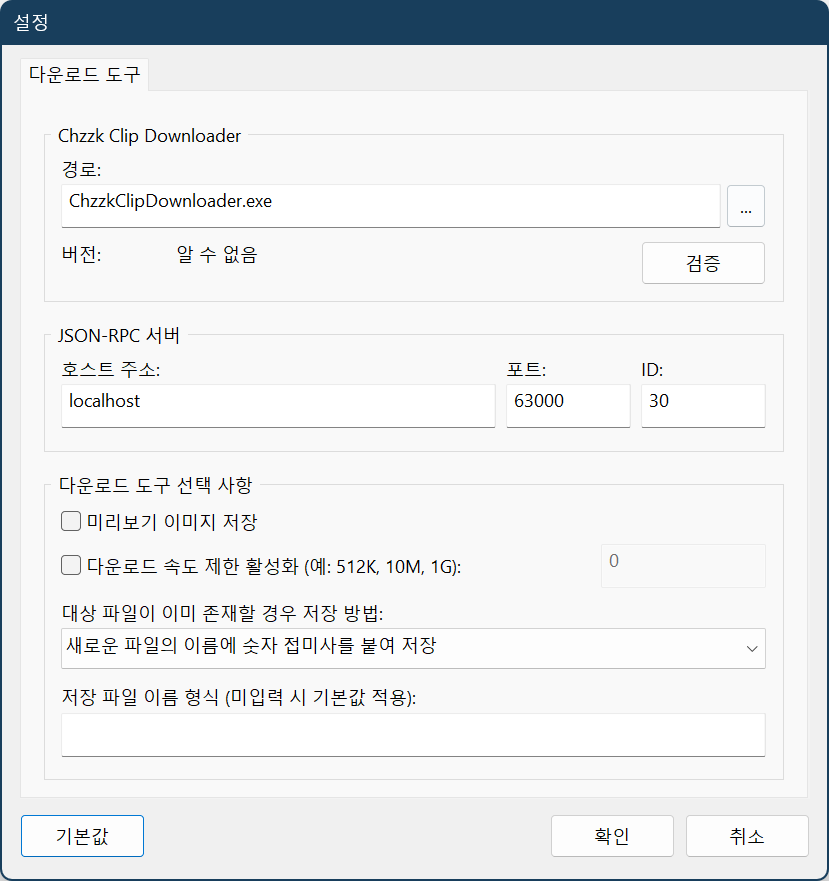 설정
다운로드 도구
Chzzk Clip Downloader
경로:
ChzzkClipDownloader.exe
...
버전: 알 수 없음
검증
JSON-RPC 서버
호스트 주소: 포트: ID:
localhost 63000 30
다운로드 도구 선택 사항
미리보기 이미지 저장
다운로드 속도 제한 활성화 (예: 512K, 10M, 1G): 0
대상 파일이 이미 존재할 경우 저장 방법:
새로운 파일의 이름에 숫자 접미사를 붙여 저장
저장 파일 이름 형식 (미입력 시 기본값 적용):
기본값 확인 취소